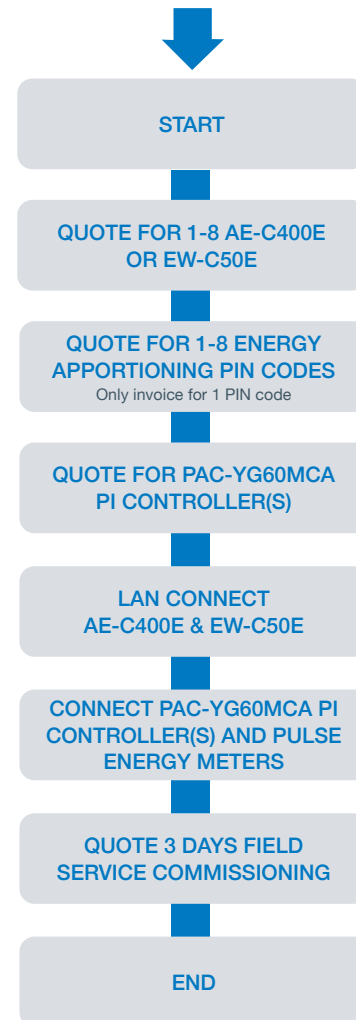 START
QUOTE FOR 1-8 AE-C400E
OR EW-C50E
QUOTE FOR 1-8 ENERGY
APPORTIONING PIN CODES
Only invoice for 1 PIN code
QUOTE FOR PAC-YG60MCA
PI CONTROLLER(S)
LAN CONNECT
AE-C400E & EW-C50E
CONNECT PAC-YG60MCA PI
CONTROLLER(S) AND PULSE
ENERGY METERS
QUOTE 3 DAYS FIELD
SERVICE COMMISSIONING
END